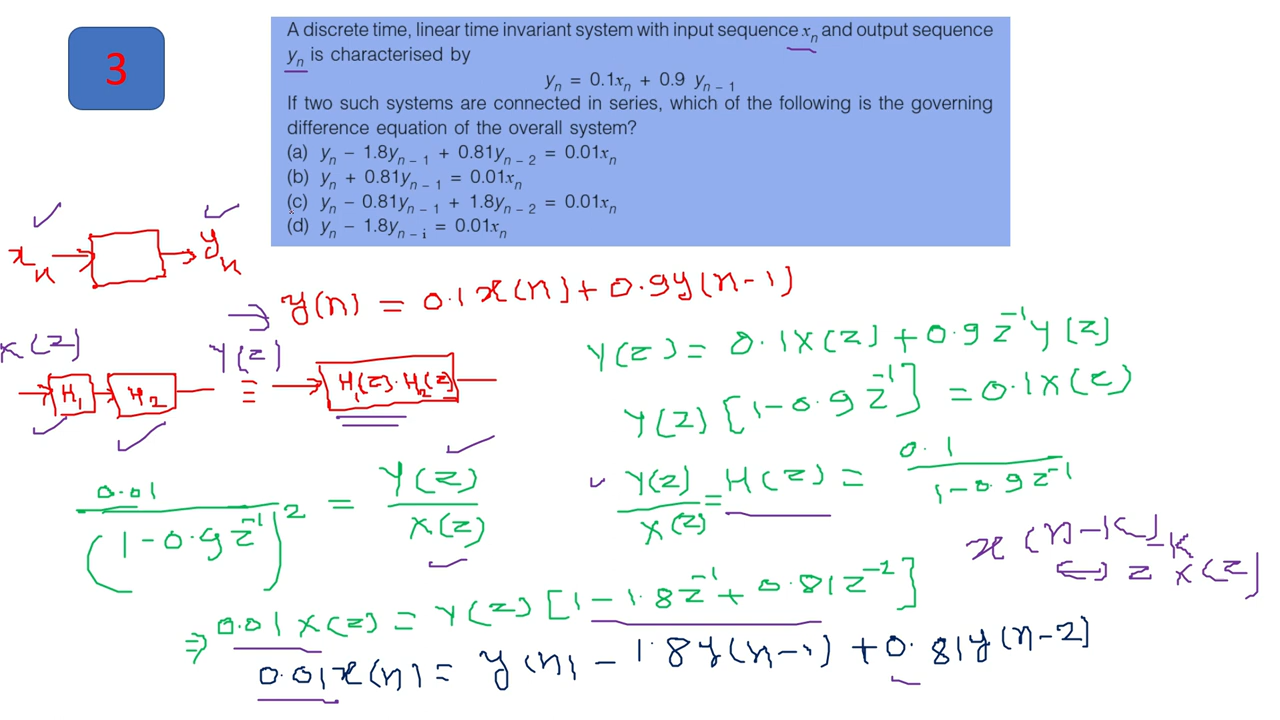 3
A discrete time, linear time invariant system with input sequence xₙ and output sequence
yₙ is characterised by
yₙ = 0.1xₙ + 0.9 yₙ₋₁
If two such systems are connected in series, which of the following is the governing
difference equation of the overall system?
(a) yₙ − 1.8yₙ₋₁ + 0.81yₙ₋₂ = 0.01xₙ
(b) yₙ + 0.81yₙ₋₁ = 0.01xₙ
(c) yₙ − 0.81yₙ₋₁ + 1.8yₙ₋₂ = 0.01xₙ
(d) yₙ − 1.8yₙ₋ᵢ = 0.01xₙ
xₙ → yₙ
⇒ y(n) = 0.1x(n) + 0.9y(n−1)
X(z) Y(z)
H₁ H₂ ≡ H₁(z)·H₂(z)
Y(z) = 0.1X(z) + 0.9 z⁻¹Y(z)
Y(z) [1−0.9 z⁻¹] = 0.1X(z)
Y(z)/X(z) = H(z) = 0.1/(1−0.9z⁻¹)
0.01/(1−0.9z⁻¹)² = Y(z)/X(z)
x(n−k)
↔ z⁻ᵏ X(z)
⇒ 0.01X(z) = Y(z) [1−1.8z⁻¹+0.81z⁻²]
0.01x(n) = y(n) − 1.8y(n−1) + 0.81y(n−2)